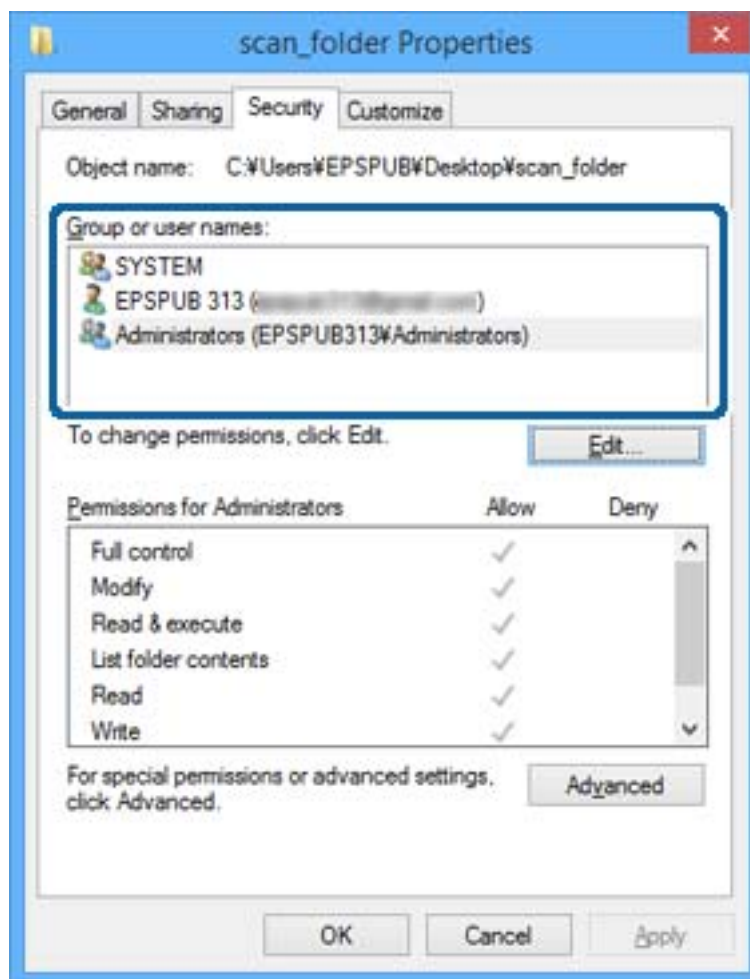 scan_folder Properties
General Sharing Security Customize
Object name: C:¥Users¥EPSPUB¥Desktop¥scan_folder
Group or user names:
SYSTEM
EPSPUB 313 ( )
Administrators (EPSPUB313¥Administrators)
To change permissions, click Edit.
Edit...
Permissions for Administrators Allow Deny
Full control
Modify
Read & execute
List folder contents
Read
Write
For special permissions or advanced settings,
click Advanced.
Advanced
OK Cancel Apply